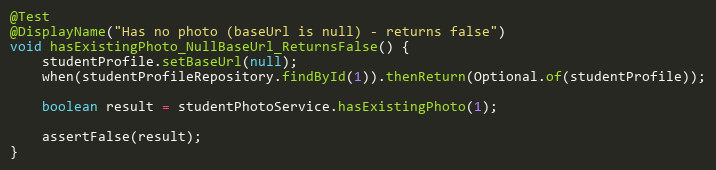 @Test
@DisplayName("Has no photo (baseUrl is null) - returns false")
void hasExistingPhoto_NullBaseUrl_ReturnsFalse() {
    studentProfile.setBaseUrl(null);
    when(studentProfileRepository.findById(1)).thenReturn(Optional.of(studentProfile));

    boolean result = studentPhotoService.hasExistingPhoto(1);

    assertFalse(result);
}